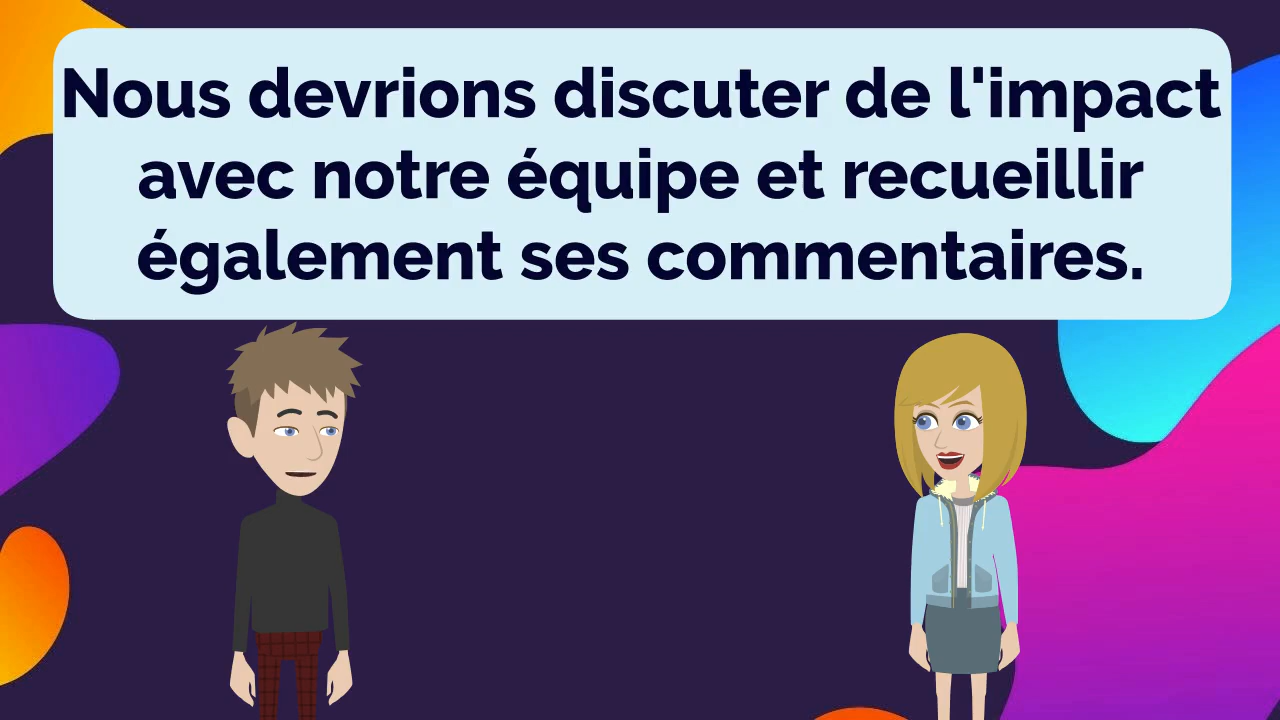 Nous devrions discuter de l'impact
avec notre équipe et recueillir
également ses commentaires.